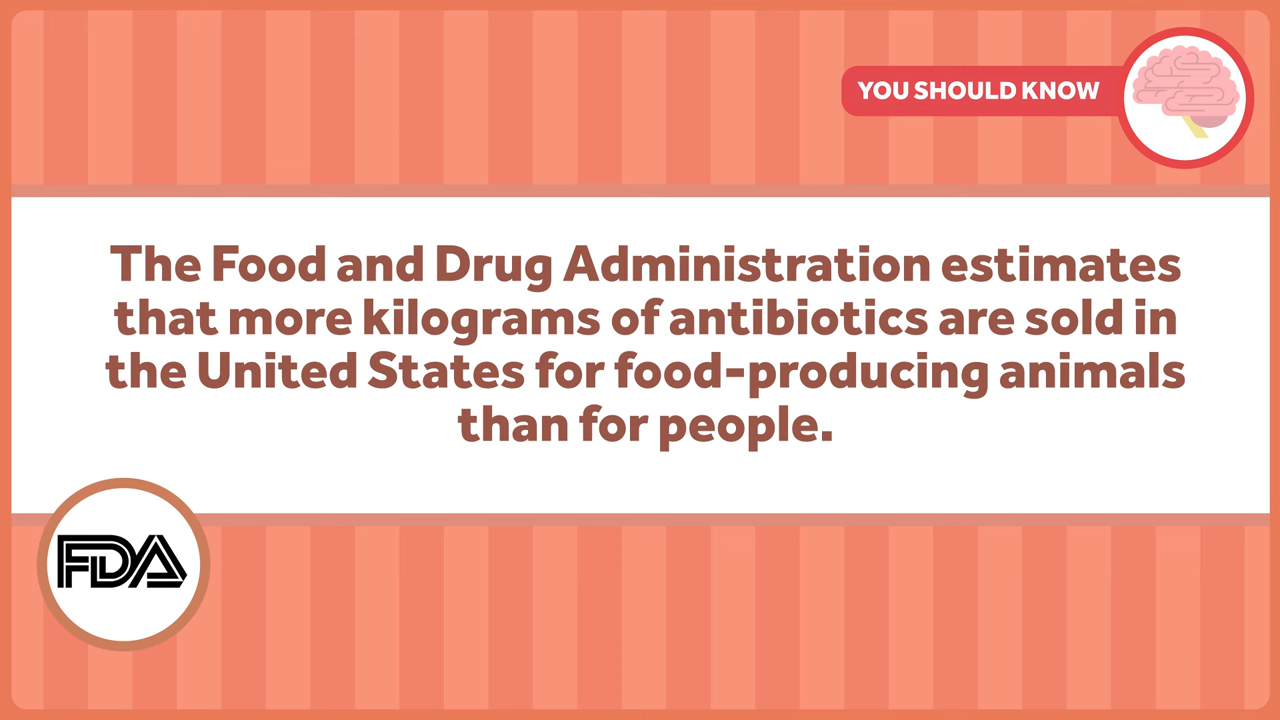 YOU SHOULD KNOW
The Food and Drug Administration estimates
that more kilograms of antibiotics are sold in
the United States for food-producing animals
than for people.
FDA